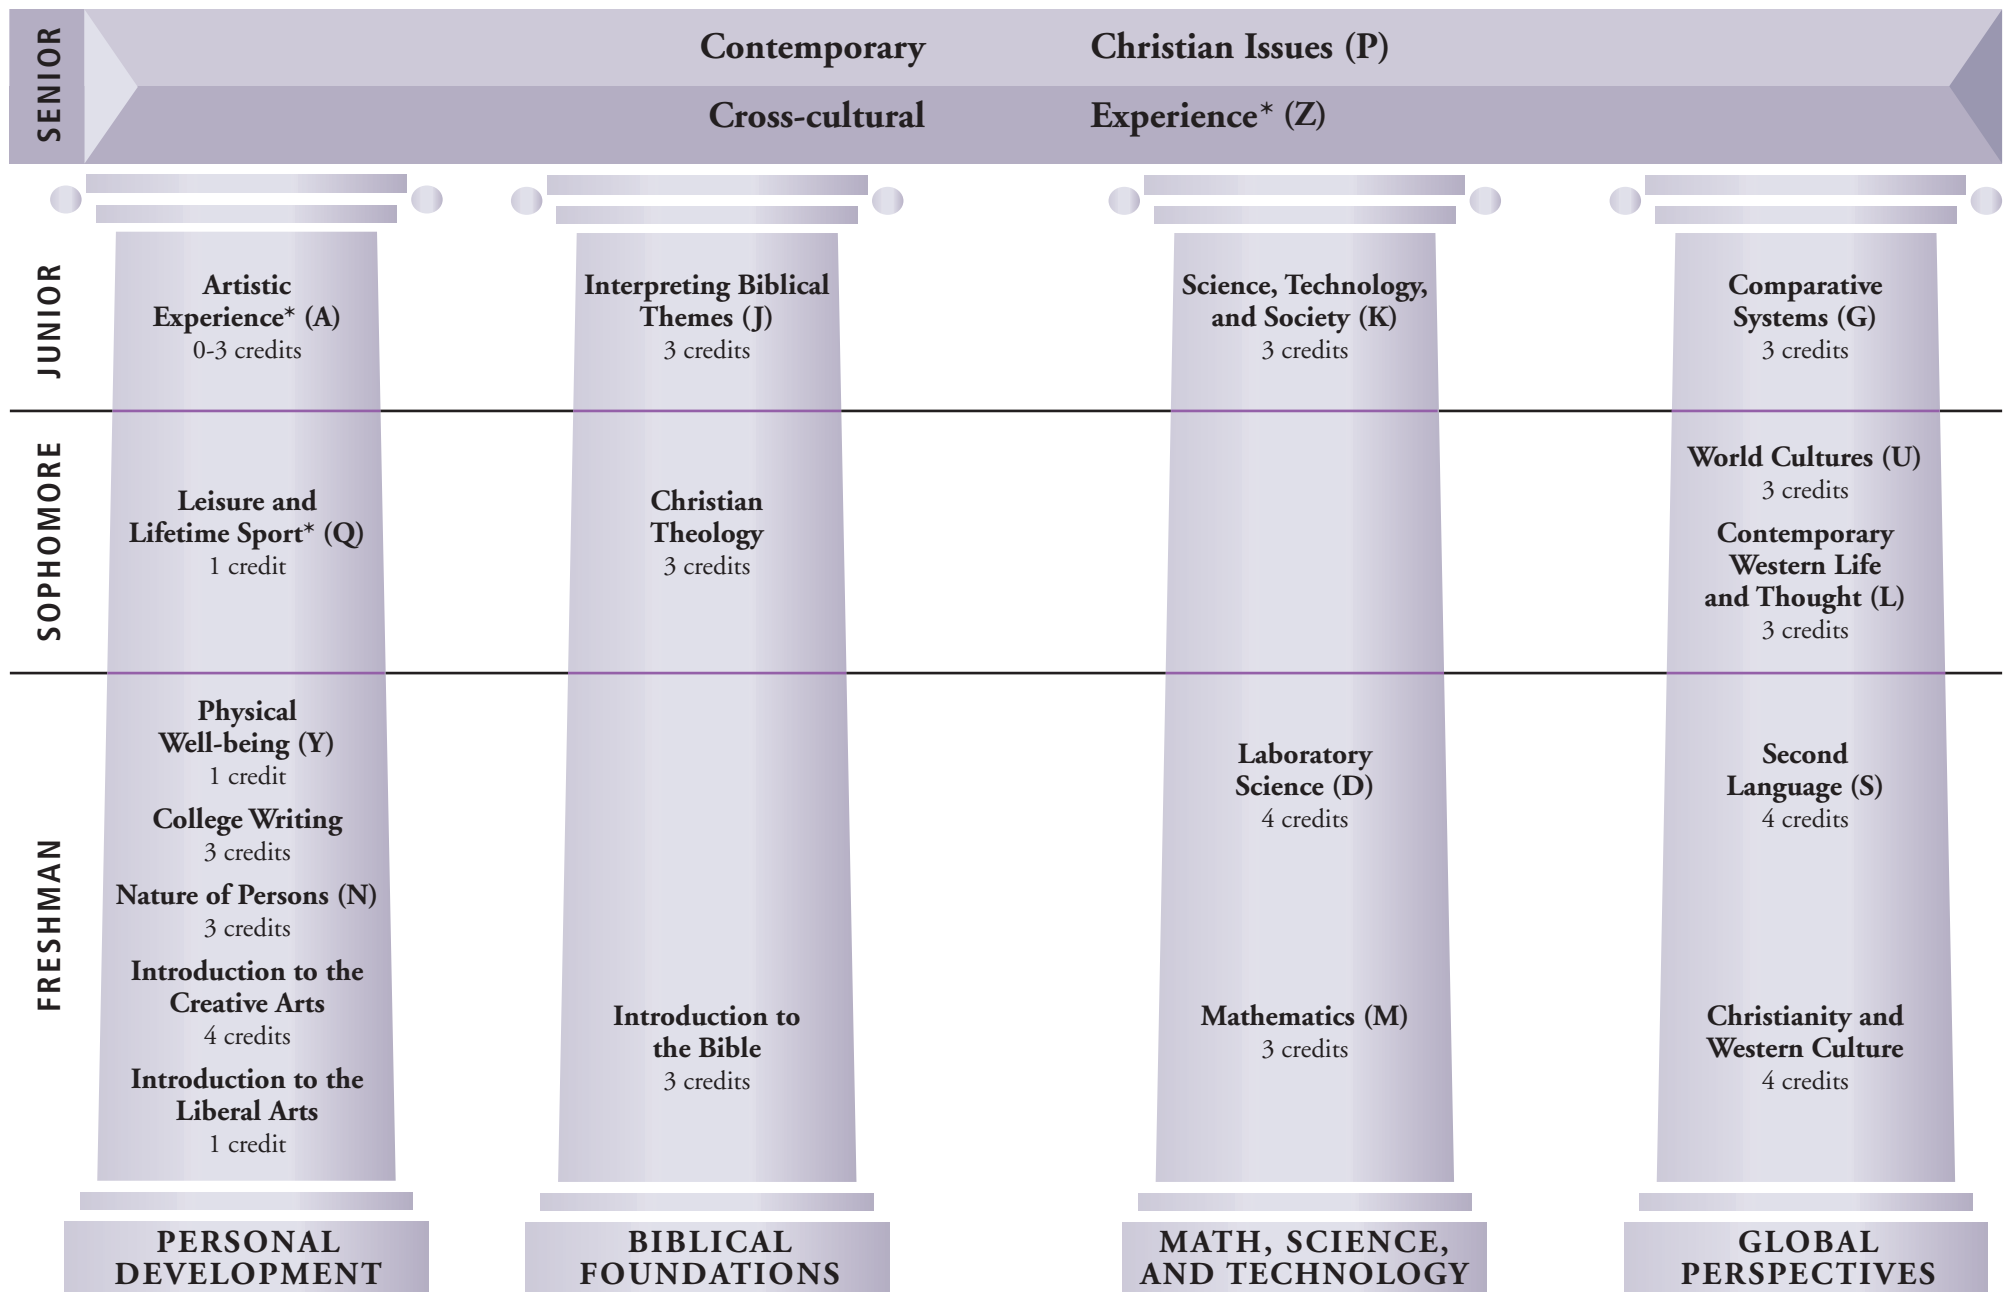 SENIOR
Contemporary Christian Issues (P)
Cross-cultural Experience* (Z)
JUNIOR
Artistic
Experience* (A)
0-3 credits
Interpreting Biblical
Themes (J)
3 credits
Science, Technology,
and Society (K)
3 credits
Comparative
Systems (G)
3 credits
SOPHOMORE
Leisure and
Lifetime Sport* (Q)
1 credit
Christian
Theology
3 credits
World Cultures (U)
3 credits
Contemporary
Western Life
and Thought (L)
3 credits
FRESHMAN
Physical
Well-being (Y)
1 credit
College Writing
3 credits
Nature of Persons (N)
3 credits
Introduction to the
Creative Arts
4 credits
Introduction to the
Liberal Arts
1 credit
Introduction to
the Bible
3 credits
Laboratory
Science (D)
4 credits
Mathematics (M)
3 credits
Second
Language (S)
4 credits
Christianity and
Western Culture
4 credits
PERSONAL
DEVELOPMENT
BIBLICAL
FOUNDATIONS
MATH, SCIENCE,
AND TECHNOLOGY
GLOBAL
PERSPECTIVES